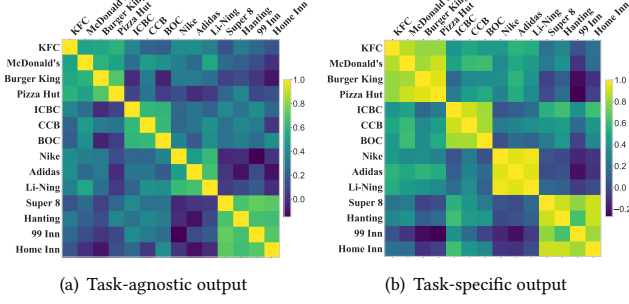 KFC McDonald's Burger King Pizza Hut ICBC CCB BOC Nike Adidas Li-Ning Super 8 Hanting 99 Inn Home Inn
KFC
McDonald's
Burger King
Pizza Hut
ICBC
CCB
BOC
Nike
Adidas
Li-Ning
Super 8
Hanting
99 Inn
Home Inn
1.0
0.8
0.6
0.4
0.2
0.0
(a) Task-agnostic output
KFC McDonald's Burger King Pizza Hut ICBC CCB BOC Nike Adidas Li-Ning Super 8 Hanting 99 Inn Home Inn
KFC
McDonald's
Burger King
Pizza Hut
ICBC
CCB
BOC
Nike
Adidas
Li-Ning
Super 8
Hanting
99 Inn
Home Inn
1.0
0.8
0.6
0.4
0.2
0.0
−0.2
(b) Task-specific output